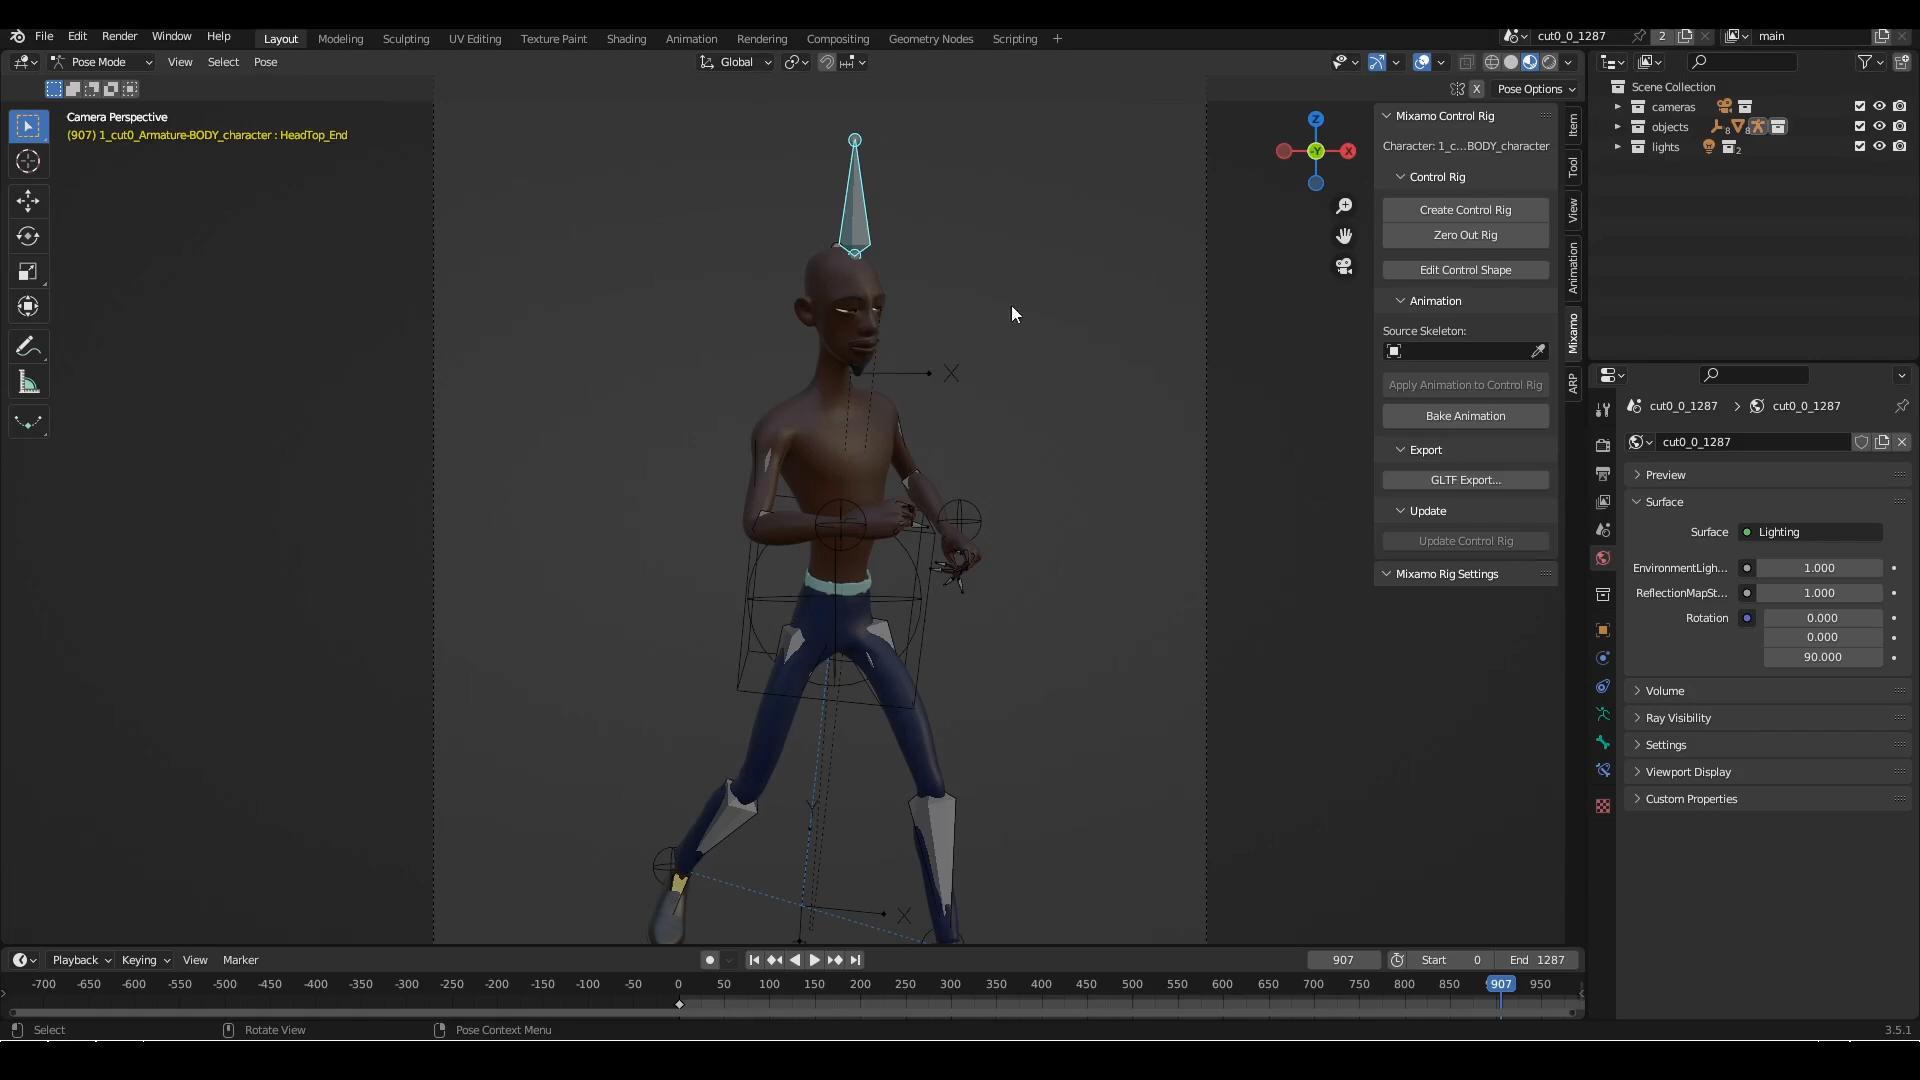 File Edit Render Window Help Layout Modeling Sculpting UV Editing Texture Paint Shading Animation Rendering Compositing Geometry Nodes Scripting + cut0_0_1287 2 main
Pose Mode View Select Pose Global
X Pose Options
Camera Perspective
(907) 1_cut0_Armature-BODY_character : HeadTop_End
Z
-Y
X
X
X
Y
Mixamo Control Rig
Character: 1_c...BODY_character
Control Rig
Create Control Rig
Zero Out Rig
Edit Control Shape
Animation
Source Skeleton:
Apply Animation to Control Rig
Bake Animation
Export
GLTF Export...
Update
Update Control Rig
Mixamo Rig Settings
Item
Tool
View
Animation
Mixamo
ARP
Scene Collection
cameras
objects 8 8
lights 2
cut0_0_1287 > cut0_0_1287
cut0_0_1287
Preview
Surface
Surface Lighting
EnvironmentLigh... 1.000
ReflectionMapSt... 1.000
Rotation 0.000
0.000
90.000
Volume
Ray Visibility
Settings
Viewport Display
Custom Properties
Playback Keying View Marker 907 Start 0 End 1287
-700 -650 -600 -550 -500 -450 -400 -350 -300 -250 -200 -150 -100 -50 0 50 100 150 200 250 300 350 400 450 500 550 600 650 700 750 800 850 907 950
Select Rotate View Pose Context Menu 3.5.1